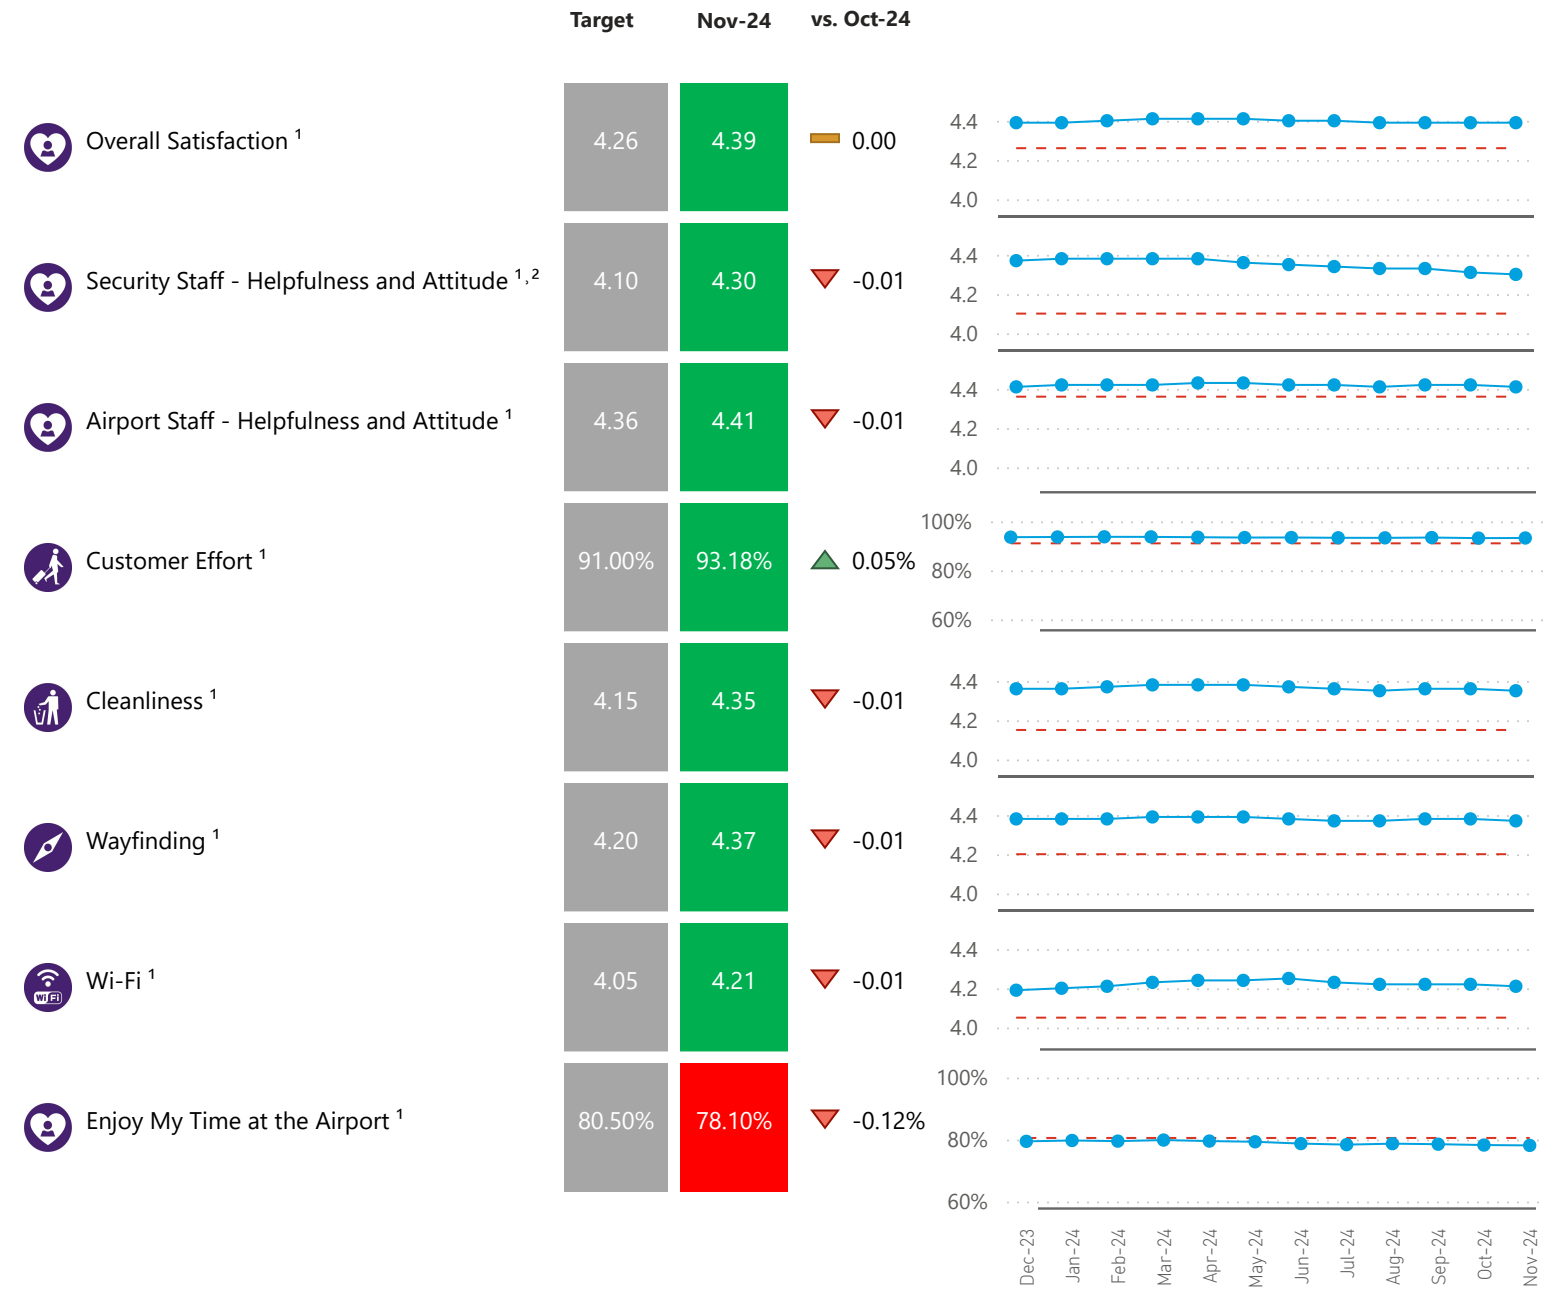 Target Nov-24 vs. Oct-24
Overall Satisfaction ¹ 4.26 4.39 0.00
4.4
4.2
4.0
Security Staff - Helpfulness and Attitude ¹,² 4.10 4.30 -0.01
4.4
4.2
4.0
Airport Staff - Helpfulness and Attitude ¹ 4.36 4.41 -0.01
4.4
4.2
4.0
Customer Effort ¹ 91.00% 93.18% 0.05%
100%
80%
60%
Cleanliness ¹ 4.15 4.35 -0.01
4.4
4.2
4.0
Wayfinding ¹ 4.20 4.37 -0.01
4.4
4.2
4.0
WiFi
Wi-Fi ¹ 4.05 4.21 -0.01
4.4
4.2
4.0
Enjoy My Time at the Airport ¹ 80.50% 78.10% -0.12%
100%
80%
60%
Dec-23 Jan-24 Feb-24 Mar-24 Apr-24 May-24 Jun-24 Jul-24 Aug-24 Sep-24 Oct-24 Nov-24